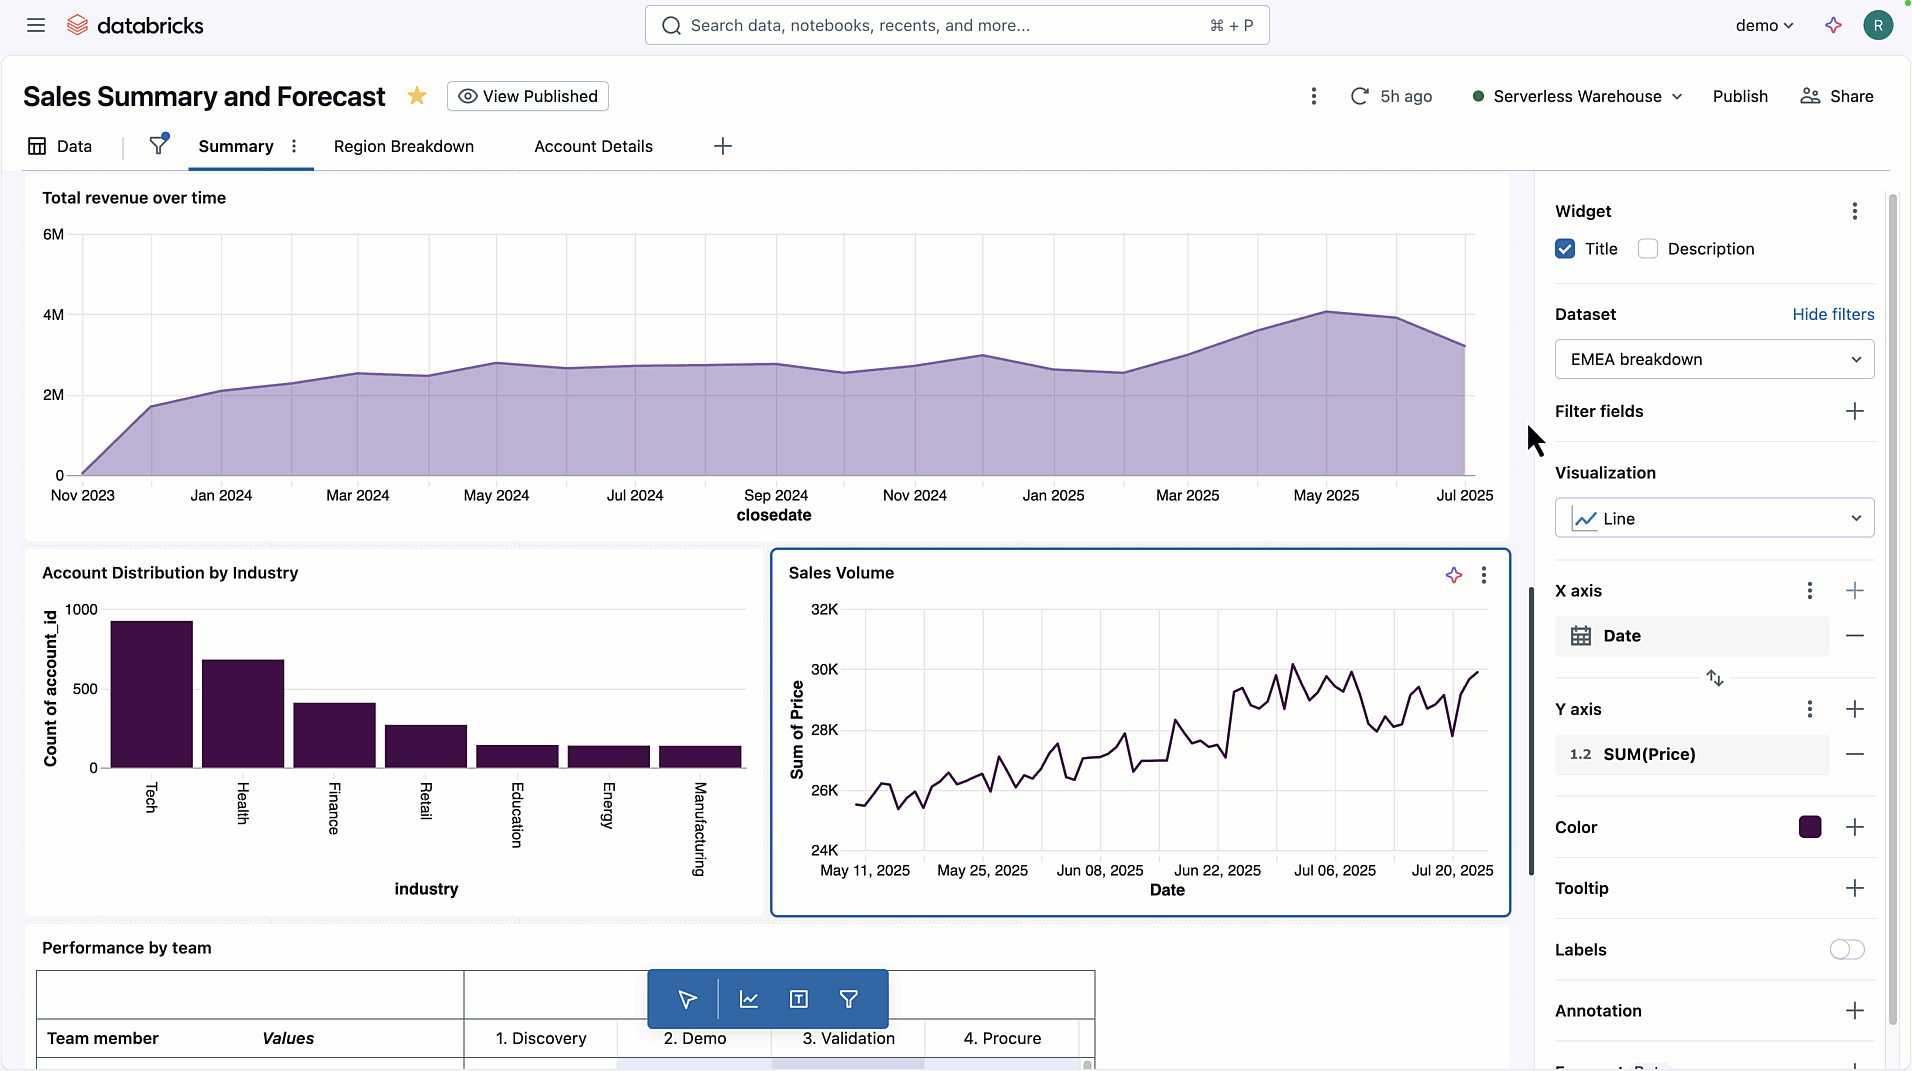 databricks
Search data, notebooks, recents, and more...
⌘ + P
demo
R
Sales Summary and Forecast
View Published
5h ago
Serverless Warehouse
Publish
Share
Data
Summary
Region Breakdown
Account Details
Total revenue over time
6M
4M
2M
0
Nov 2023
Jan 2024
Mar 2024
May 2024
Jul 2024
Sep 2024
Nov 2024
Jan 2025
Mar 2025
May 2025
Jul 2025
closedate
Account Distribution by Industry
Count of account_id
1000
500
0
Tech
Health
Finance
Retail
Education
Energy
Manufacturing
industry
Sales Volume
Sum of Price
32K
30K
28K
26K
24K
May 11, 2025
May 25, 2025
Jun 08, 2025
Jun 22, 2025
Jul 06, 2025
Jul 20, 2025
Date
Performance by team
Team member
Values
1. Discovery
2. Demo
3. Validation
4. Procure
Widget
Title
Description
Dataset
Hide filters
EMEA breakdown
Filter fields
Visualization
Line
X axis
Date
Y axis
1.2 SUM(Price)
Color
Tooltip
Labels
Annotation